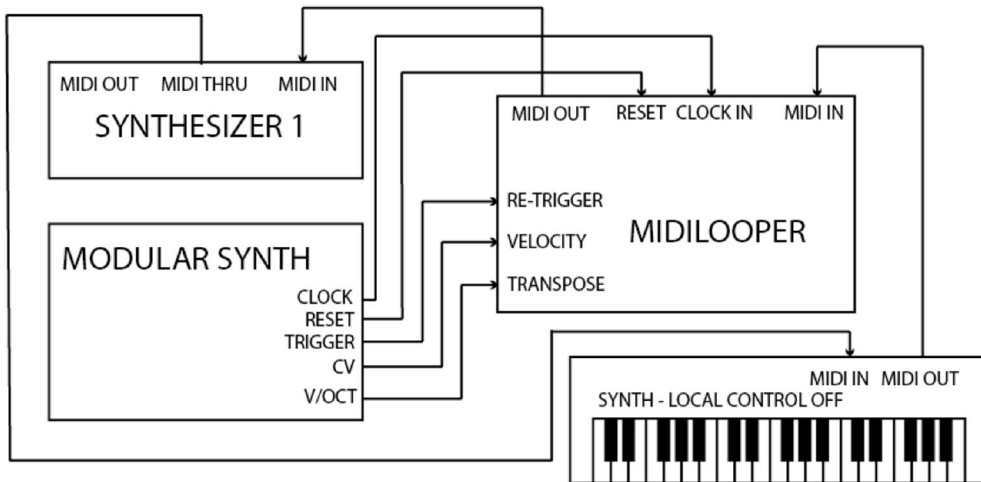 MIDI OUT MIDI THRU MIDI IN
SYNTHESIZER 1
MIDI OUT RESET CLOCK IN MIDI IN
RE-TRIGGER
VELOCITY
TRANSPOSE
MIDILOOPER
MODULAR SYNTH
CLOCK
RESET
TRIGGER
CV
V/OCT
MIDI IN MIDI OUT
SYNTH - LOCAL CONTROL OFF